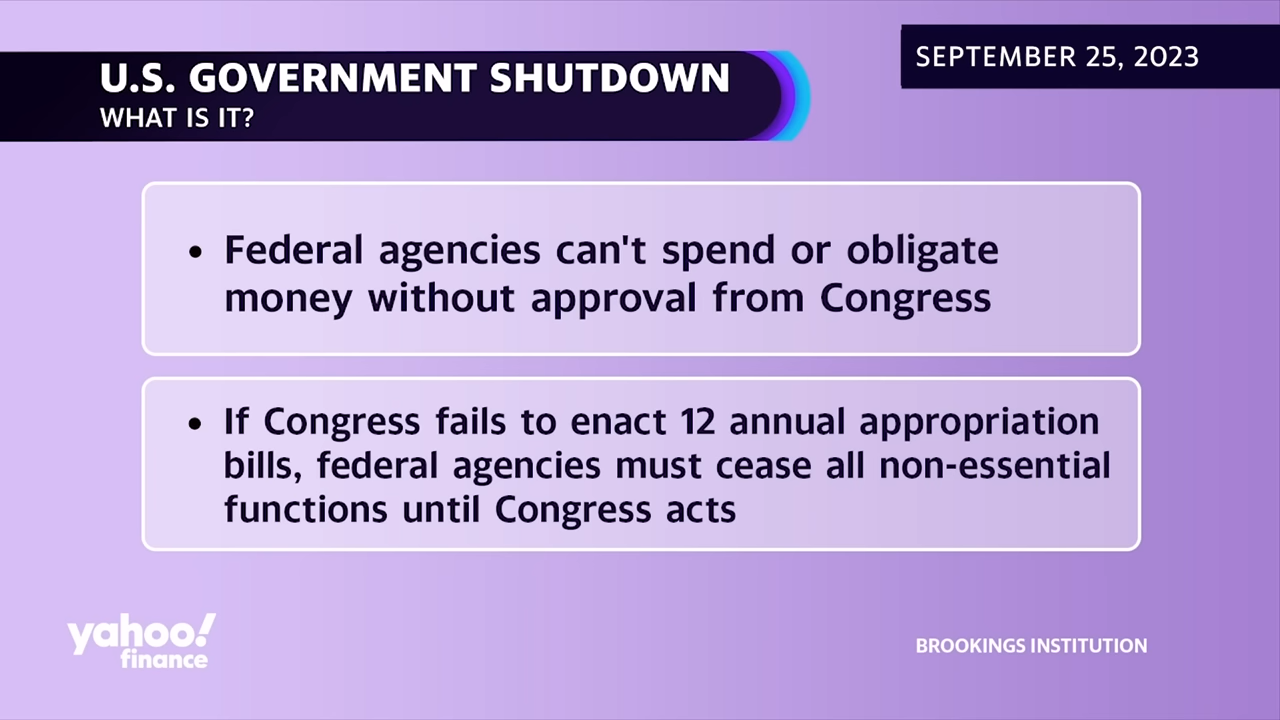 U.S. GOVERNMENT SHUTDOWN
WHAT IS IT?
SEPTEMBER 25, 2023
• Federal agencies can't spend or obligate
money without approval from Congress
• If Congress fails to enact 12 annual appropriation
bills, federal agencies must cease all non-essential
functions until Congress acts
yahoo!
finance
BROOKINGS INSTITUTION